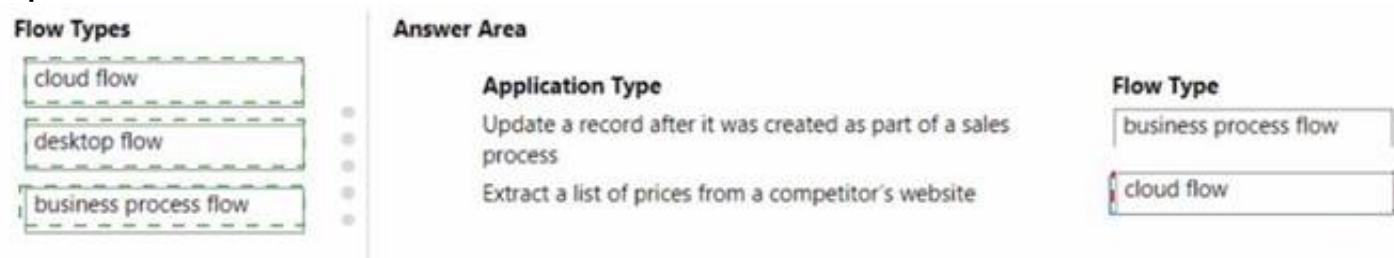 Flow Types
cloud flow
desktop flow
business process flow
Answer Area
Application Type
Flow Type
Update a record after it was created as part of a sales
process
business process flow
Extract a list of prices from a competitor's website
cloud flow